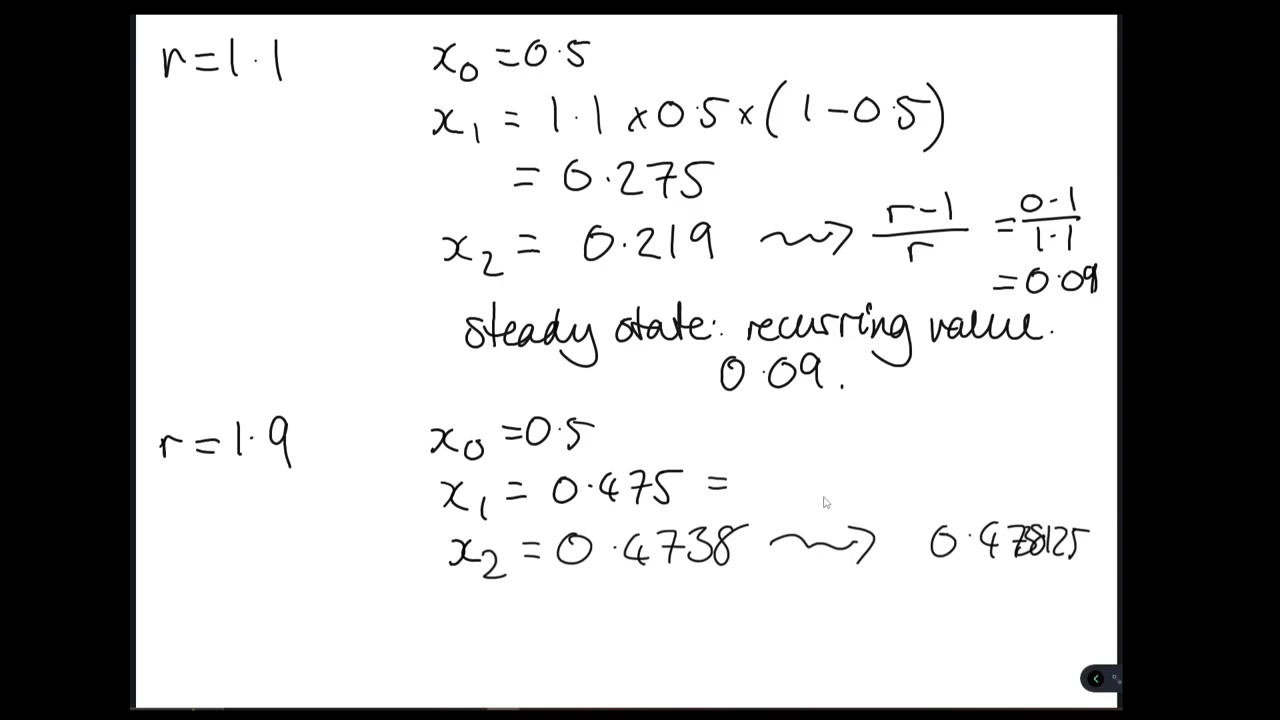 r=1.1
x₀ =0.5
x₁ = 1.1 ×0.5×(1-0.5)
= 0.275
x₂ = 0.219 ⇝ r-1/r = 0.1/1.1
= 0.09
steady state: recurring value.
0.09.
r=1.9
x₀ =0.5
x₁ = 0.475 =
x₂ = 0.4738 ⇝